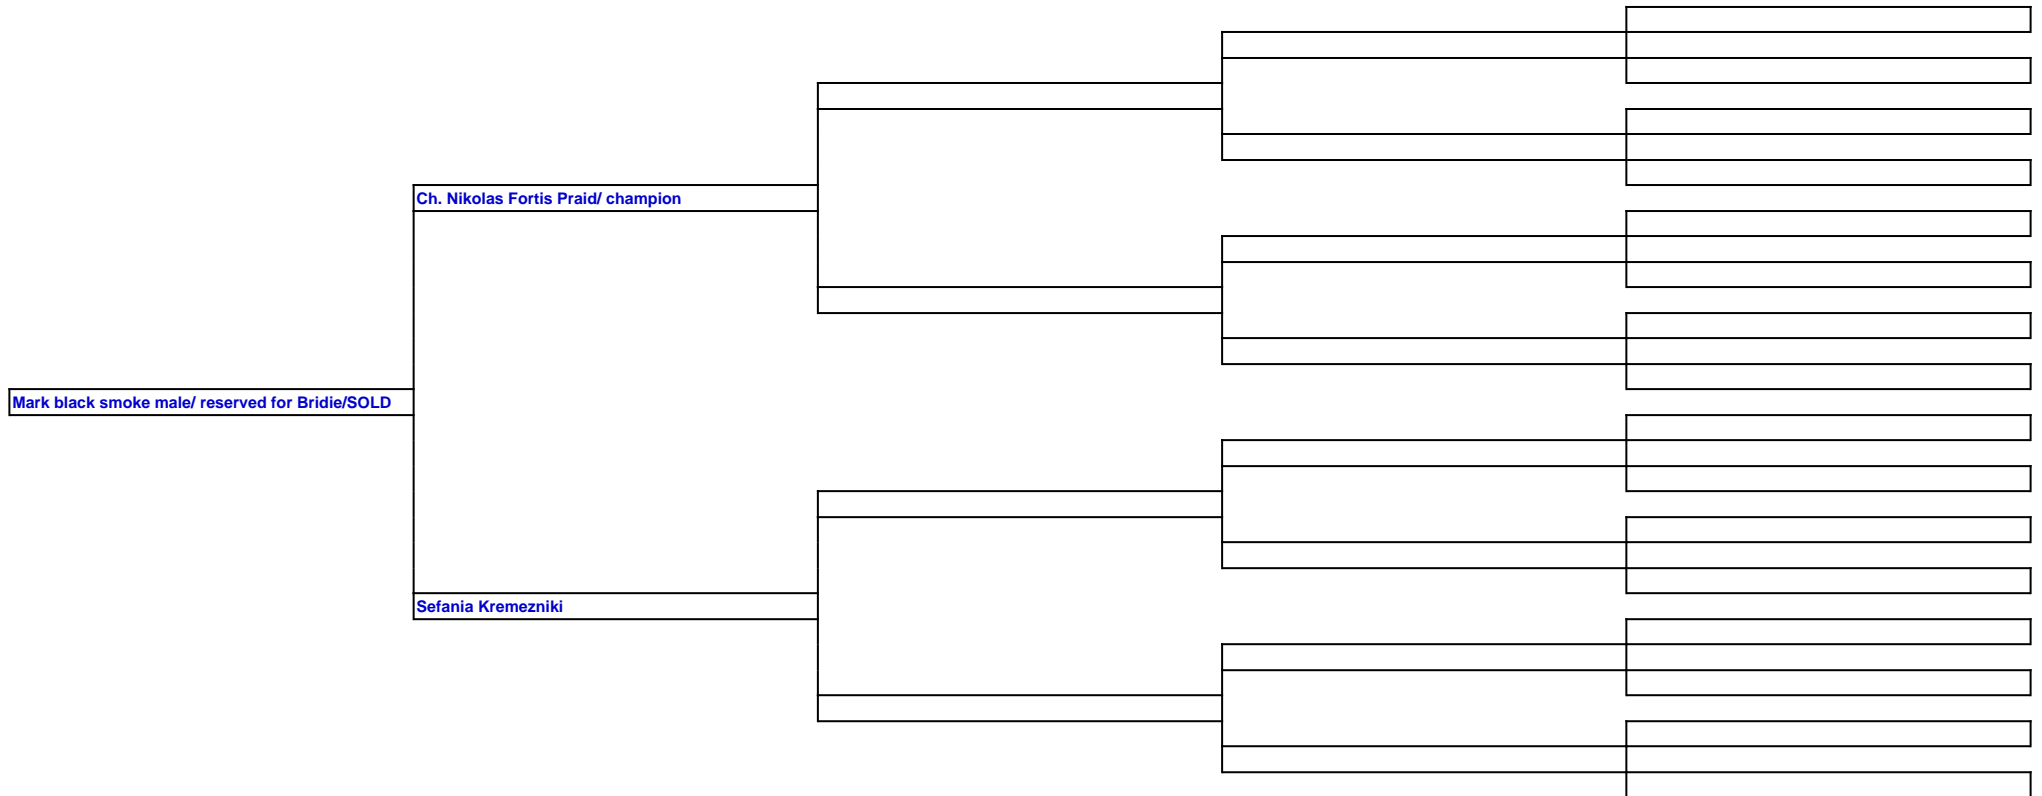 Ch. Nikolas Fortis Praid/ champion
Mark black smoke male/ reserved for Bridie/SOLD
Sefania Kremezniki